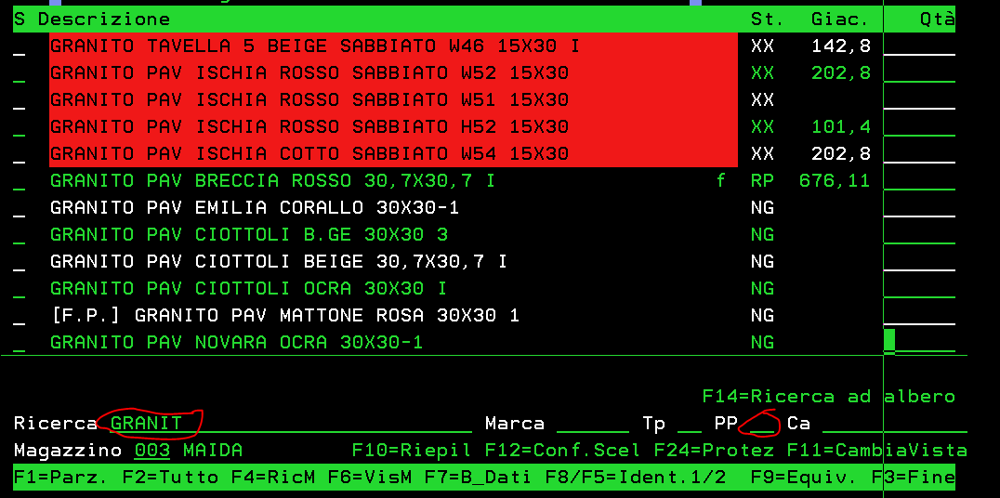 S Descrizione St. Giac. Qtà
GRANITO TAVELLA 5 BEIGE SABBIATO W46 15X30 I XX 142,8
GRANITO PAV ISCHIA ROSSO SABBIATO W52 15X30 XX 202,8
GRANITO PAV ISCHIA ROSSO SABBIATO W51 15X30 XX
GRANITO PAV ISCHIA ROSSO SABBIATO H52 15X30 XX 101,4
GRANITO PAV ISCHIA COTTO SABBIATO W54 15X30 XX 202,8
GRANITO PAV BRECCIA ROSSO 30,7X30,7 I f RP 676,11
GRANITO PAV EMILIA CORALLO 30X30-1 NG
GRANITO PAV CIOTTOLI B.GE 30X30 3 NG
GRANITO PAV CIOTTOLI BEIGE 30,7X30,7 I NG
GRANITO PAV CIOTTOLI OCRA 30X30 I NG
[F.P.] GRANITO PAV MATTONE ROSA 30X30 1 NG
GRANITO PAV NOVARA OCRA 30X30-1 NG
F14=Ricerca ad albero
Ricerca GRANIT Marca Tp PP Ca
Magazzino 003 MAIDA F10=Riepil F12=Conf.Scel F24=Protez F11=CambiaVista
F1=Parz. F2=Tutto F4=RicM F6=VisM F7=B_Dati F8/F5=Ident.1/2 F9=Equiv. F3=Fine